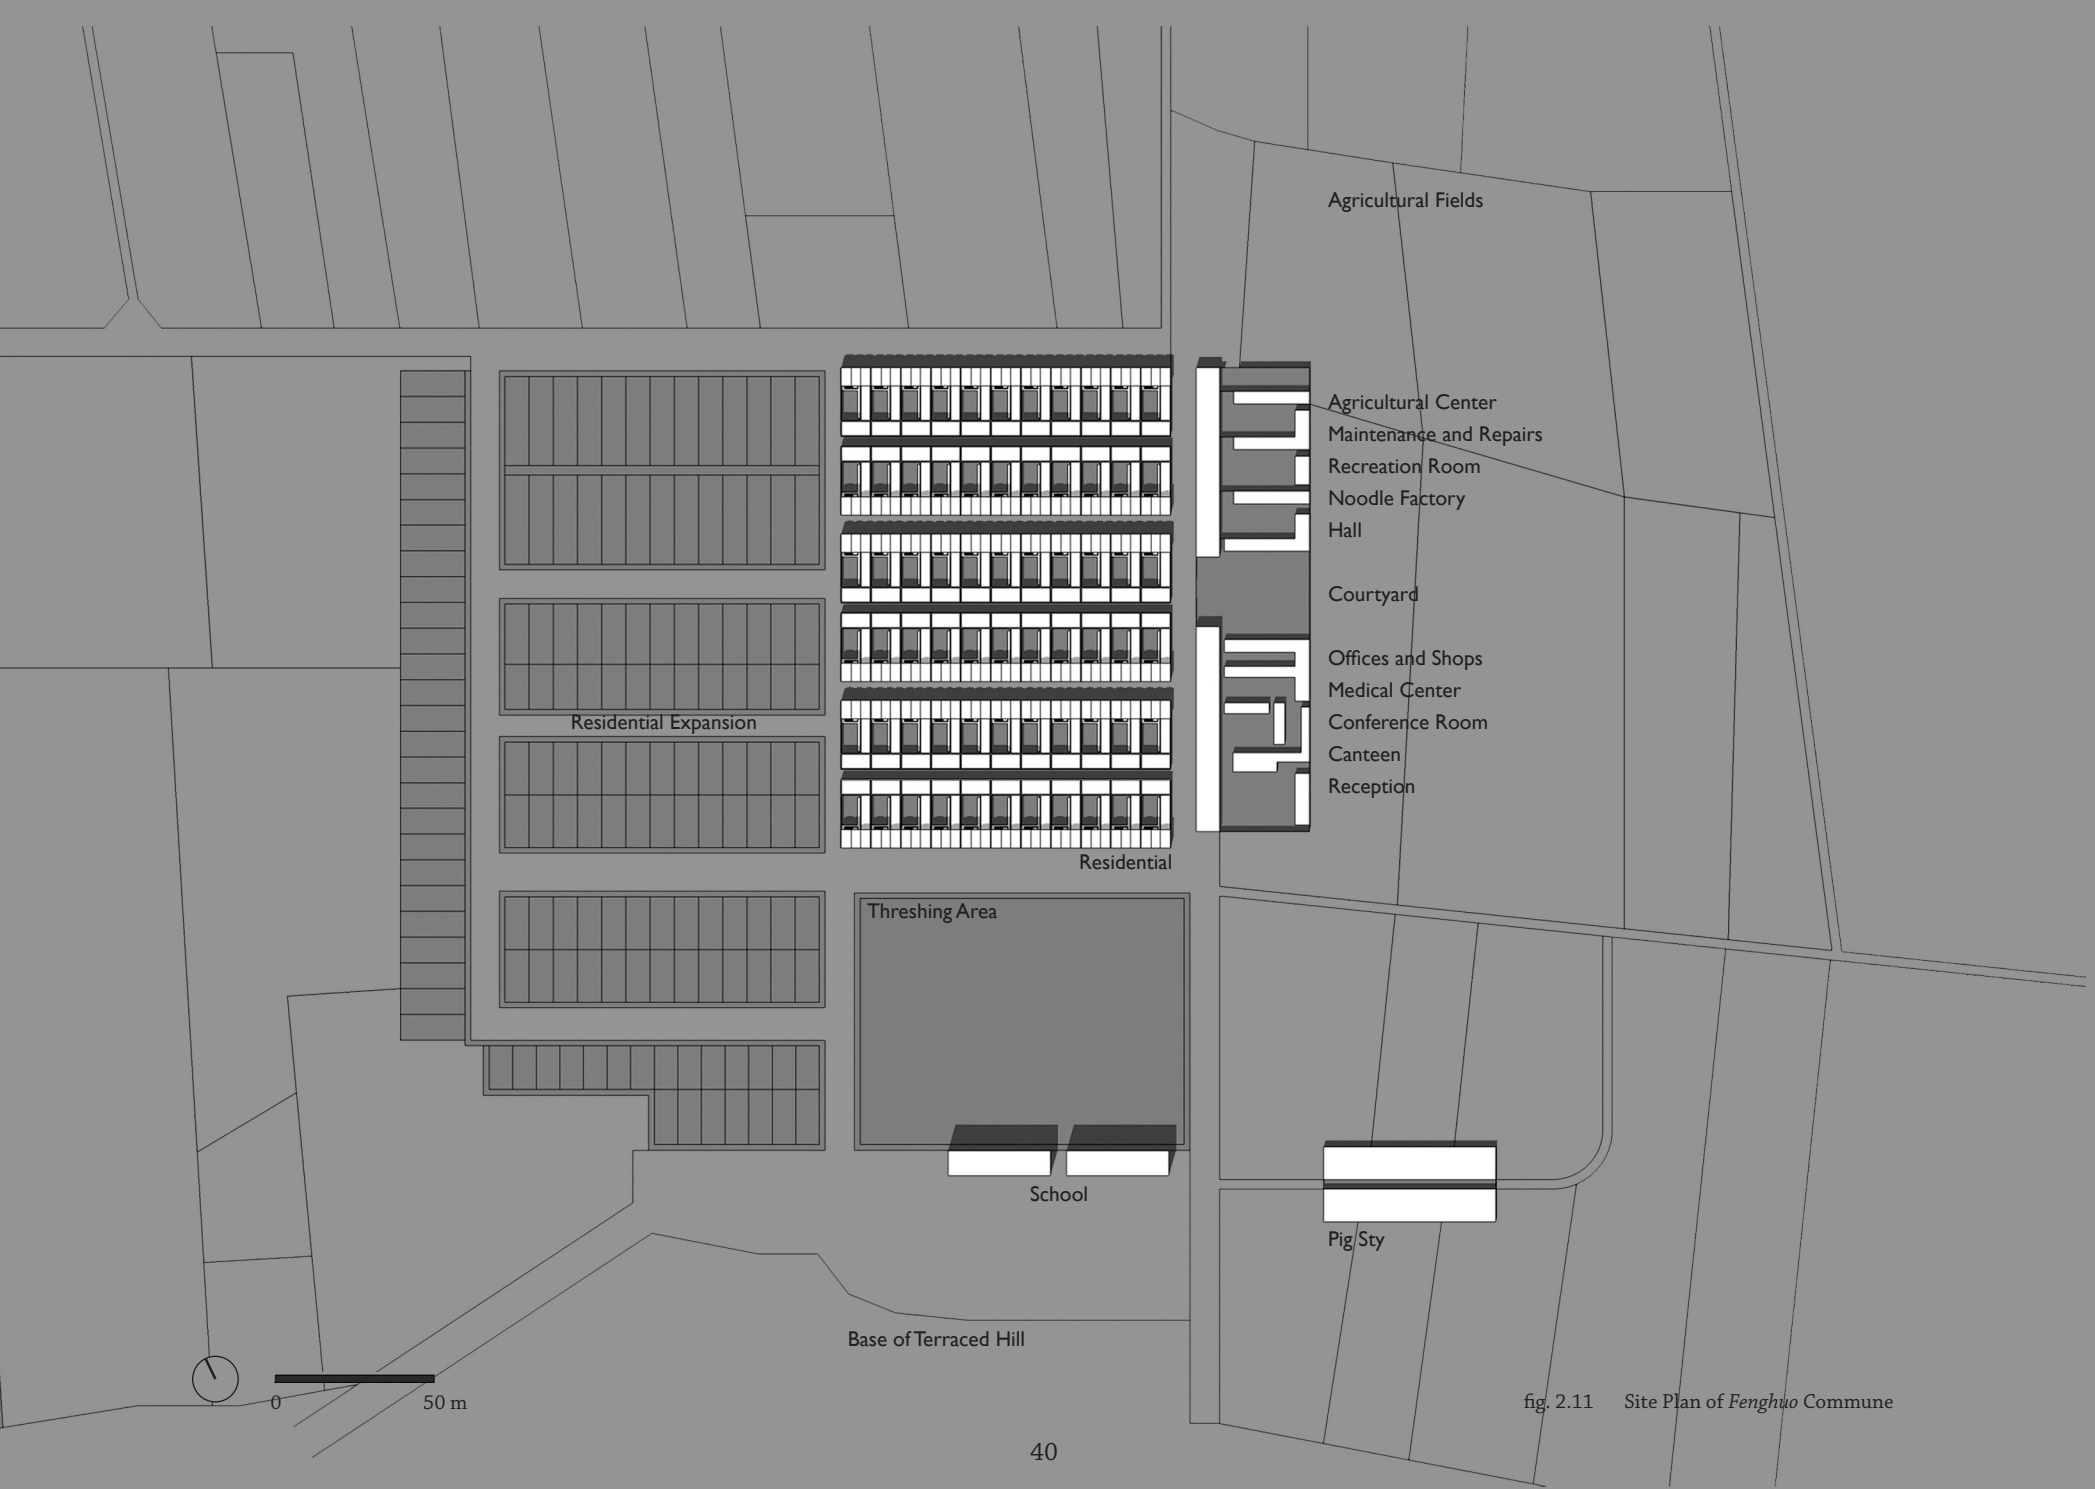 Agricultural Fields
Agricultural Center
Maintenance and Repairs
Recreation Room
Noodle Factory
Hall
Courtyard
Offices and Shops
Medical Center
Conference Room
Canteen
Reception
Residential Expansion
Residential
Threshing Area
School
Pig Sty
Base of Terraced Hill
0 50 m
fig. 2.11 Site Plan of Fenghuo Commune
40